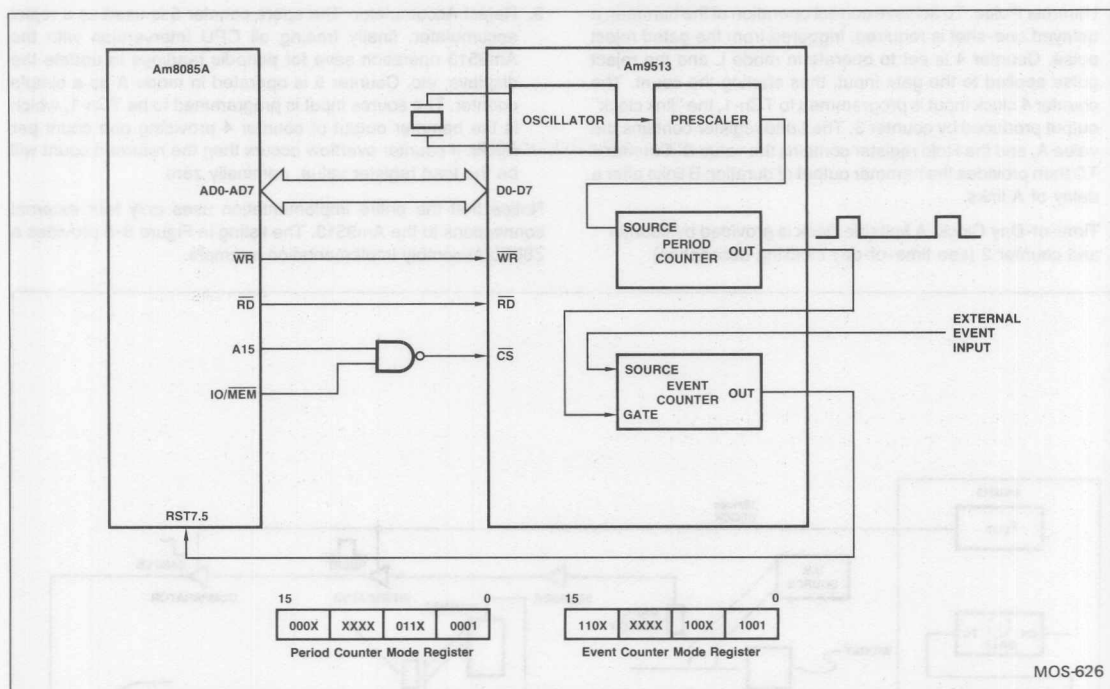 Am8085A
Am9513
OSCILLATOR
PRESCALER
AD0-AD7
D0-D7
SOURCE
PERIOD
COUNTER
OUT
WR
WR
RD
RD
EXTERNAL
EVENT
INPUT
A15
CS
IO/MEM
SOURCE
EVENT
COUNTER
OUT
GATE
RST7.5
15 0
000X XXXX 011X 0001
Period Counter Mode Register
15 0
110X XXXX 100X 1001
Event Counter Mode Register
MOS-626